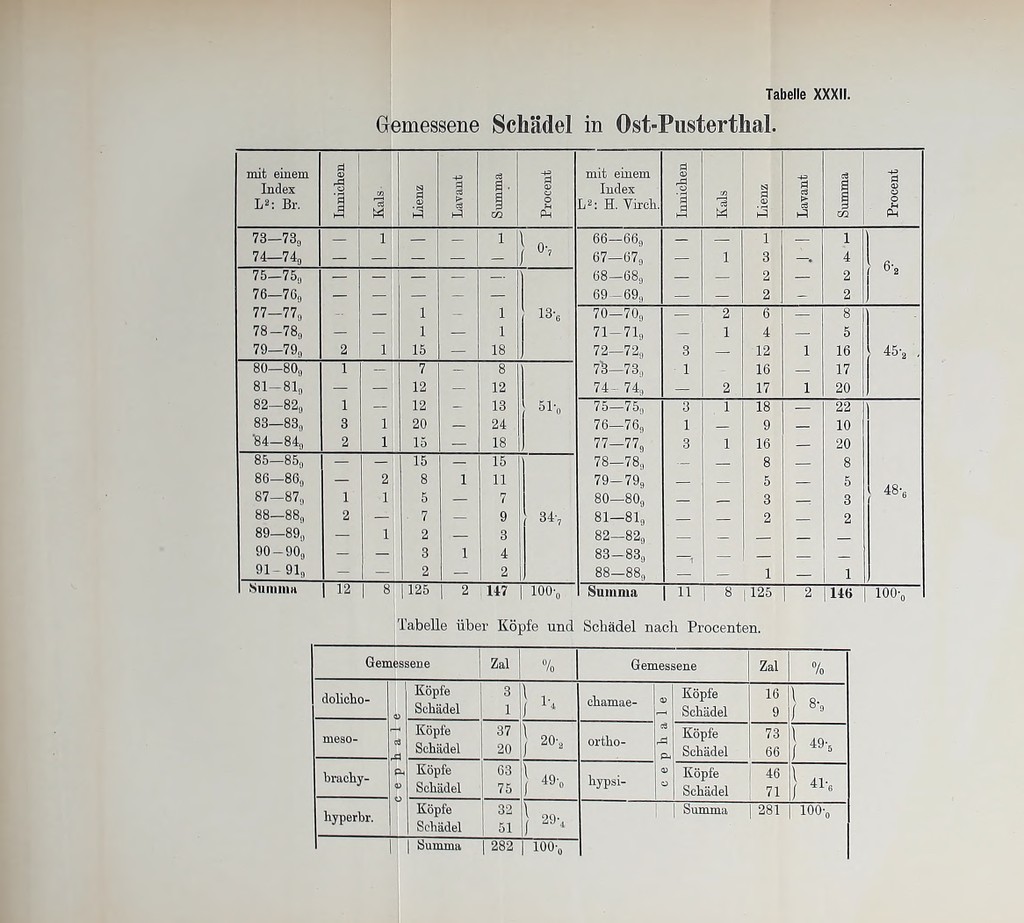 Tabelle XXXII.
Gemessene Schädel in Ost-Pusterthal.
mit einem Index L²: Br. | Innichen | Kals | Lienz | Lavant | Summa | Procent | mit einem Index L²: H. Virch. | Innichen | Kals | Lienz | Lavant | Summa | Procent
73—73,₉ | — | 1 | — | — | 1 | 0·₇ | 66—66,₉ | — | — | 1 | — | 1 | 6·₂
74—74,₉ | — | — | — | — | — | | 67—67,₉ | — | 1 | 3 | — | 4 |
75—75,₉ | — | — | — | — | — | 13·₆ | 68—68,₉ | — | — | 2 | — | 2 |
76—76,₉ | — | — | — | — | — | | 69—69,₉ | — | — | 2 | — | 2 |
77—77,₉ | — | — | 1 | — | 1 | | 70—70,₉ | — | 2 | 6 | — | 8 | 45·₂
78—78,₉ | — | — | 1 | — | 1 | | 71—71,₉ | — | 1 | 4 | — | 5 |
79—79,₉ | 2 | 1 | 15 | — | 18 | | 72—72,₉ | 3 | — | 12 | 1 | 16 |
80—80,₉ | 1 | — | 7 | — | 8 | 51·₀ | 73—73,₉ | 1 | | 16 | — | 17 |
81—81,₉ | — | — | 12 | — | 12 | | 74—74,₉ | — | 2 | 17 | 1 | 20 |
82—82,₉ | 1 | — | 12 | — | 13 | | 75—75,₉ | 3 | 1 | 18 | — | 22 | 48·₆
83—83,₉ | 3 | 1 | 20 | — | 24 | | 76—76,₉ | 1 | — | 9 | — | 10 |
84—84,₉ | 2 | 1 | 15 | — | 18 | | 77—77,₉ | 3 | 1 | 16 | — | 20 |
85—85,₉ | — | — | 15 | — | 15 | 34·₇ | 78—78,₉ | — | — | 8 | — | 8 |
86—86,₉ | — | 2 | 8 | 1 | 11 | | 79—79,₉ | — | — | 5 | — | 5 |
87—87,₉ | 1 | 1 | 5 | — | 7 | | 80—80,₉ | — | — | 3 | — | 3 |
88—88,₉ | 2 | — | 7 | — | 9 | | 81—81,₉ | — | — | 2 | — | 2 |
89—89,₉ | — | 1 | 2 | — | 3 | | 82—82,₉ | — | — | — | — | — |
90—90,₉ | — | — | 3 | 1 | 4 | | 83—83,₉ | — | — | — | — | — |
91—91,₉ | — | — | 2 | — | 2 | | 88—88,₉ | — | — | 1 | — | 1 |
Summa | 12 | 8 | 125 | 2 | 147 | 100·₀ | Summa | 11 | 8 | 125 | 2 | 146 | 100·₀
Tabelle über Köpfe und Schädel nach Procenten.
Gemessene | Zal | % | Gemessene | Zal | %
dolicho- | cephale | Köpfe | 3 | 1·₄ | chamae- | cephale | Köpfe | 16 | 8·₉
Schädel | 1 | Schädel | 9
meso- | Köpfe | 37 | 20·₂ | ortho- | Köpfe | 73 | 49·₅
Schädel | 20 | Schädel | 66
brachy- | Köpfe | 63 | 49·₀ | hypsi- | Köpfe | 46 | 41·₆
Schädel | 75 | Schädel | 71
hyperbr. | Köpfe | 32 | 29·₄ | Summa | 281 | 100·₀
Schädel | 51
Summa | 282 | 100·₀